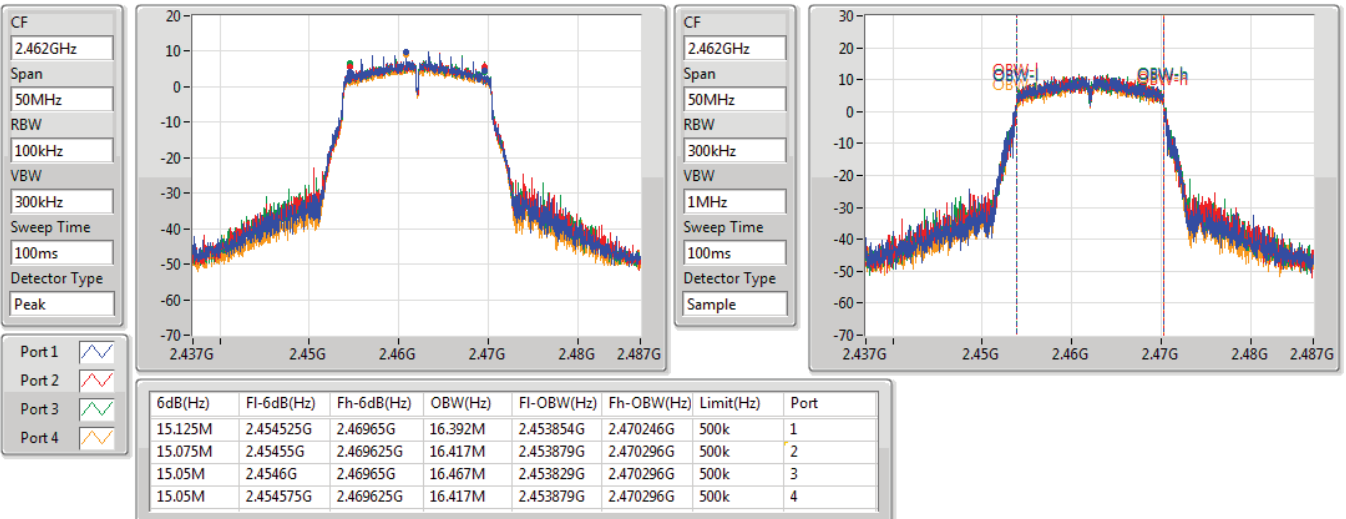 CF
2.462GHz
Span
50MHz
RBW
100kHz
VBW
300kHz
Sweep Time
100ms
Detector Type
Peak
20
10
0
-10
-20
-30
-40
-50
-60
-70
2.437G 2.45G 2.46G 2.47G 2.48G 2.487G
CF
2.462GHz
Span
50MHz
RBW
300kHz
VBW
1MHz
Sweep Time
100ms
Detector Type
Sample
30
20
10
0
-10
-20
-30
-40
-50
-60
-70
OBW-l OBW-h
2.437G 2.45G 2.46G 2.47G 2.48G 2.487G
Port 1
Port 2
Port 3
Port 4
6dB(Hz) Fl-6dB(Hz) Fh-6dB(Hz) OBW(Hz) Fl-OBW(Hz) Fh-OBW(Hz) Limit(Hz) Port
15.125M 2.454525G 2.46965G 16.392M 2.453854G 2.470246G 500k 1
15.075M 2.45455G 2.469625G 16.417M 2.453879G 2.470296G 500k 2
15.05M 2.4546G 2.46965G 16.467M 2.453829G 2.470296G 500k 3
15.05M 2.454575G 2.469625G 16.417M 2.453879G 2.470296G 500k 4